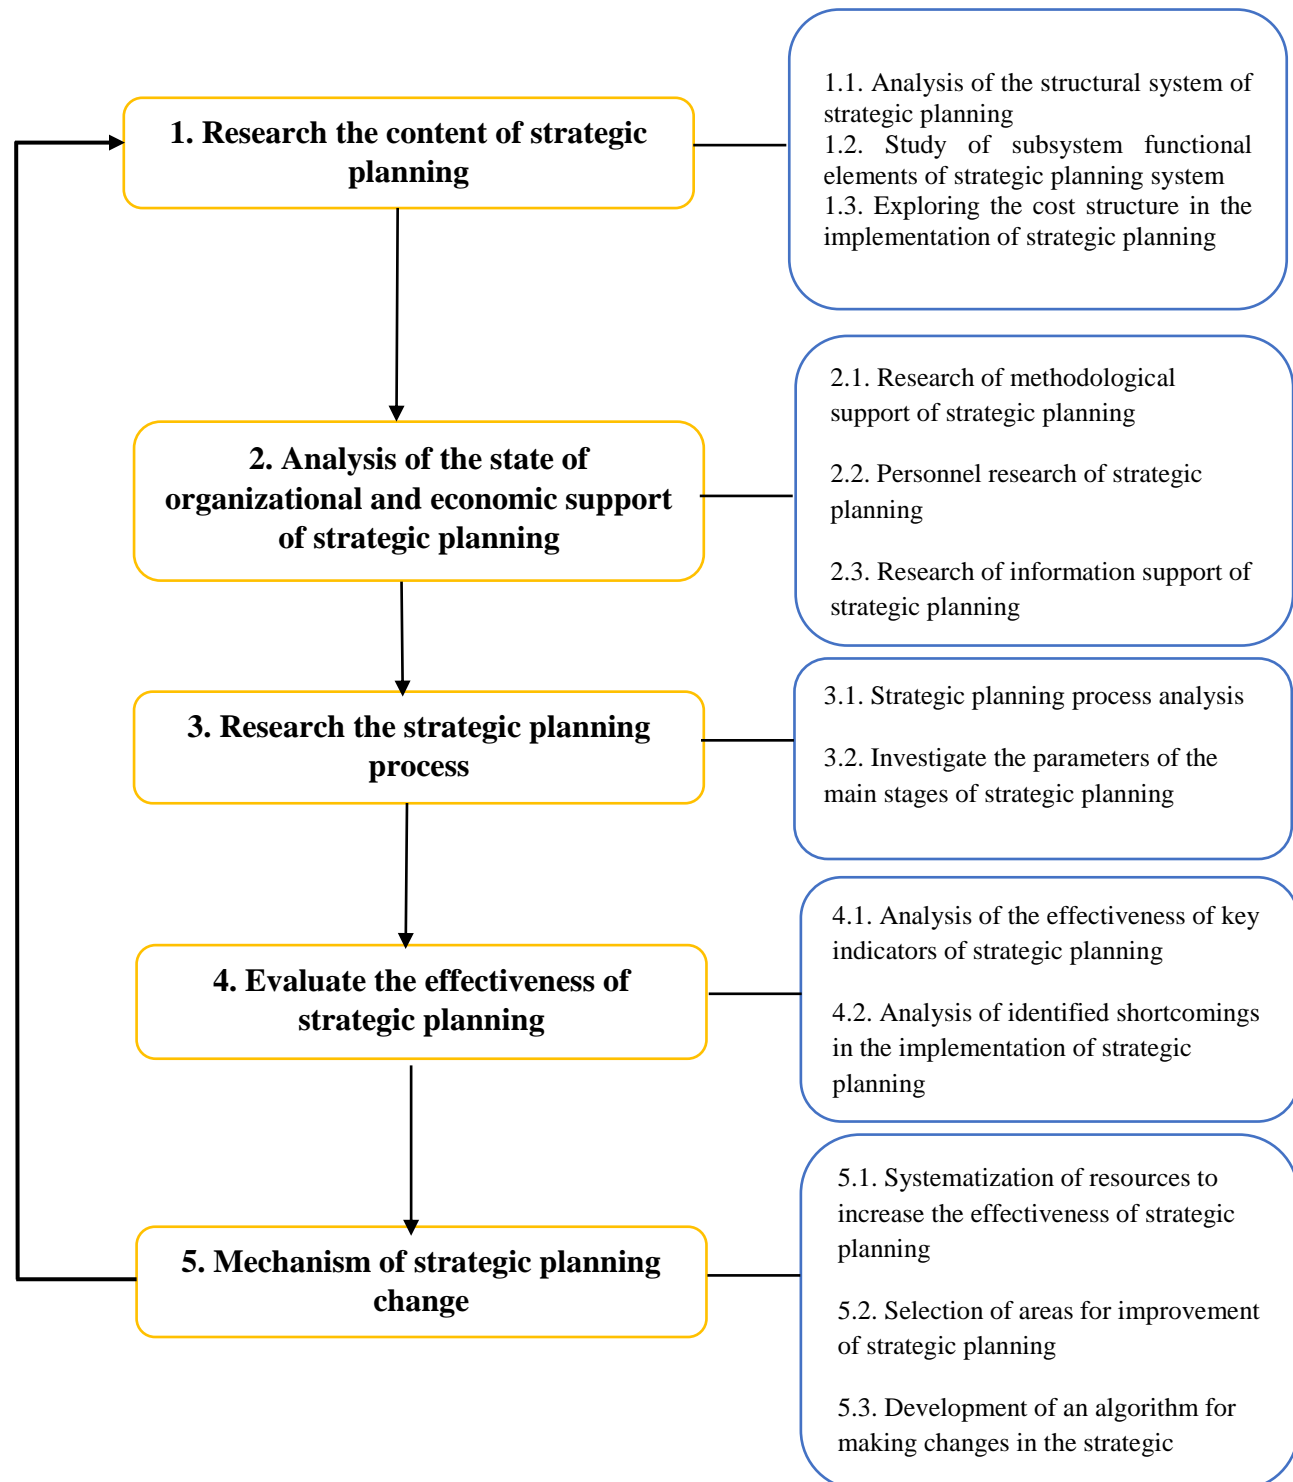 1. Research the content of strategic
planning
1.1. Analysis of the structural system of
strategic planning
1.2. Study of subsystem functional
elements of strategic planning system
1.3. Exploring the cost structure in the
implementation of strategic planning
2. Analysis of the state of
organizational and economic support
of strategic planning
2.1. Research of methodological
support of strategic planning
2.2. Personnel research of strategic
planning
2.3. Research of information support of
strategic planning
3. Research the strategic planning
process
3.1. Strategic planning process analysis
3.2. Investigate the parameters of the
main stages of strategic planning
4. Evaluate the effectiveness of
strategic planning
4.1. Analysis of the effectiveness of key
indicators of strategic planning
4.2. Analysis of identified shortcomings
in the implementation of strategic
planning
5. Mechanism of strategic planning
change
5.1. Systematization of resources to
increase the effectiveness of strategic
planning
5.2. Selection of areas for improvement
of strategic planning
5.3. Development of an algorithm for
making changes in the strategic